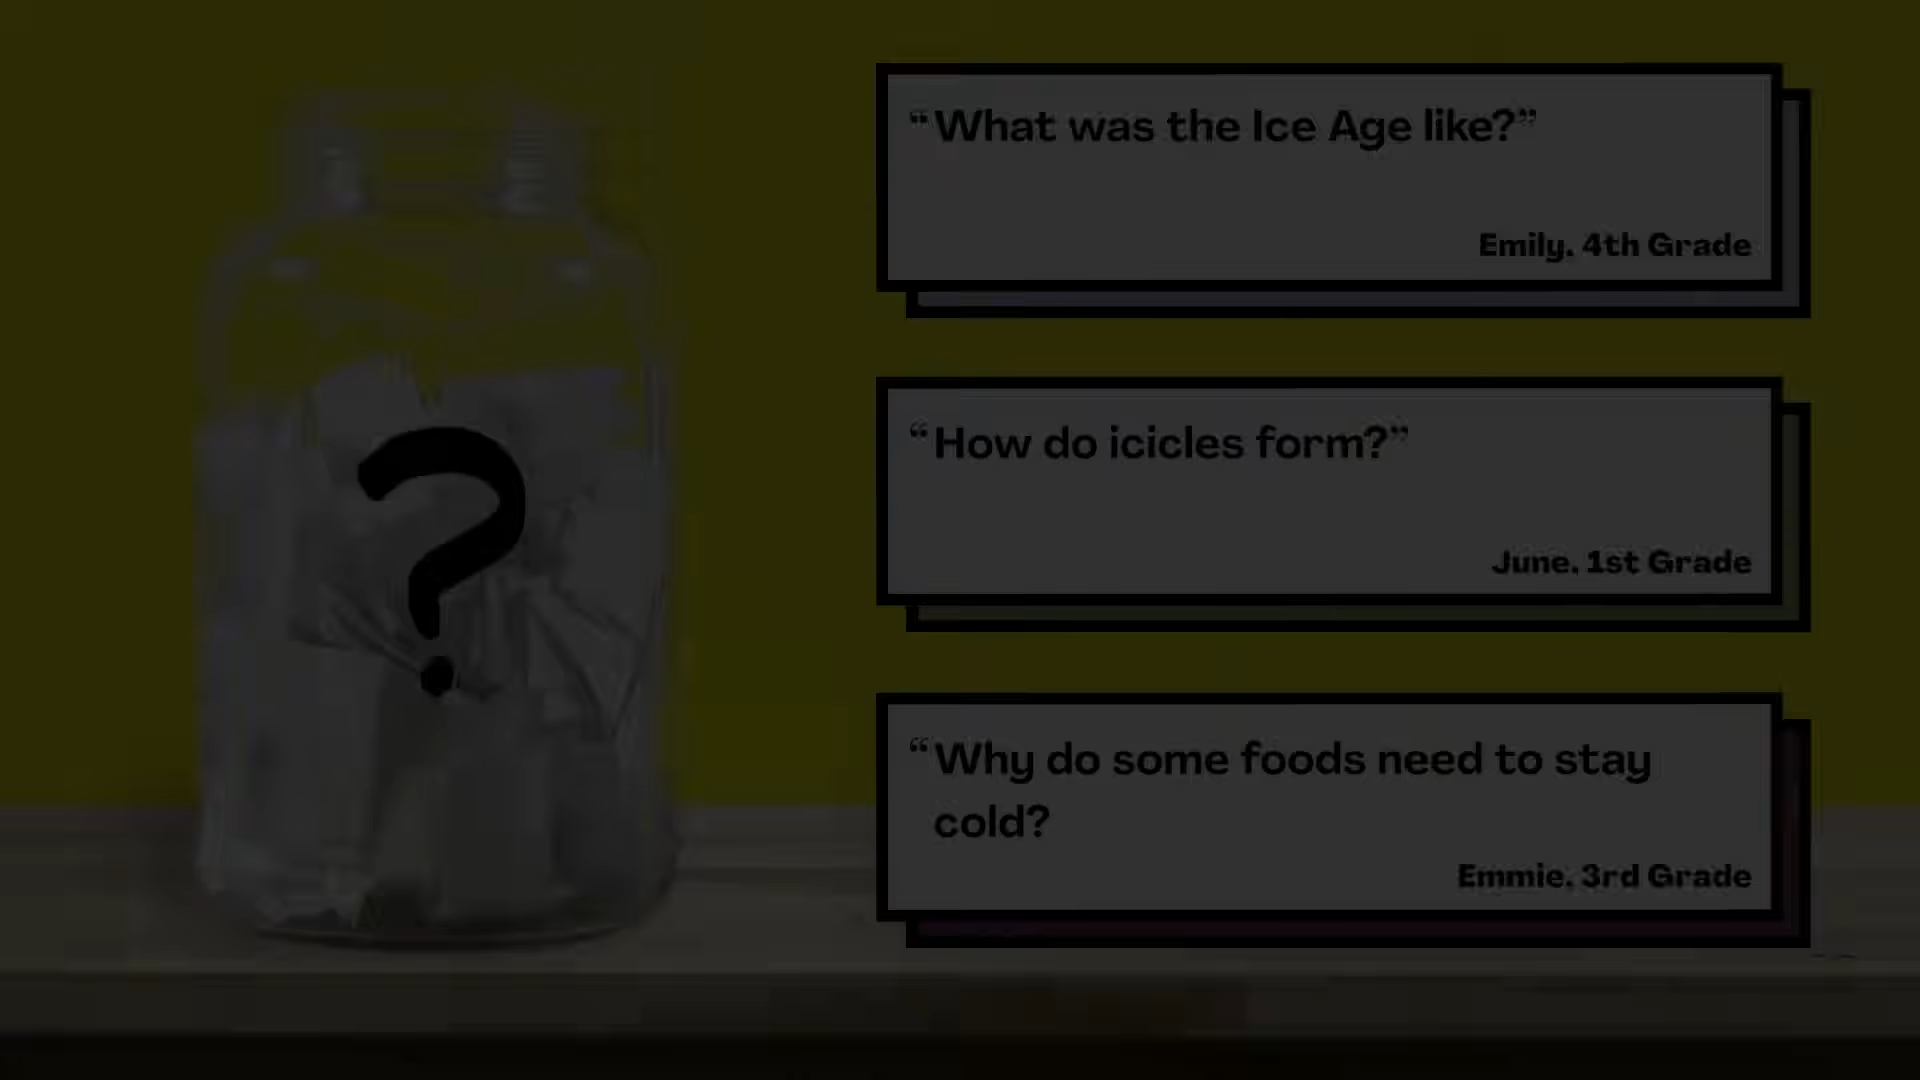 “What was the Ice Age like?”
Emily. 4th Grade
“How do icicles form?”
June. 1st Grade
“Why do some foods need to stay
cold?
Emmie. 3rd Grade
?